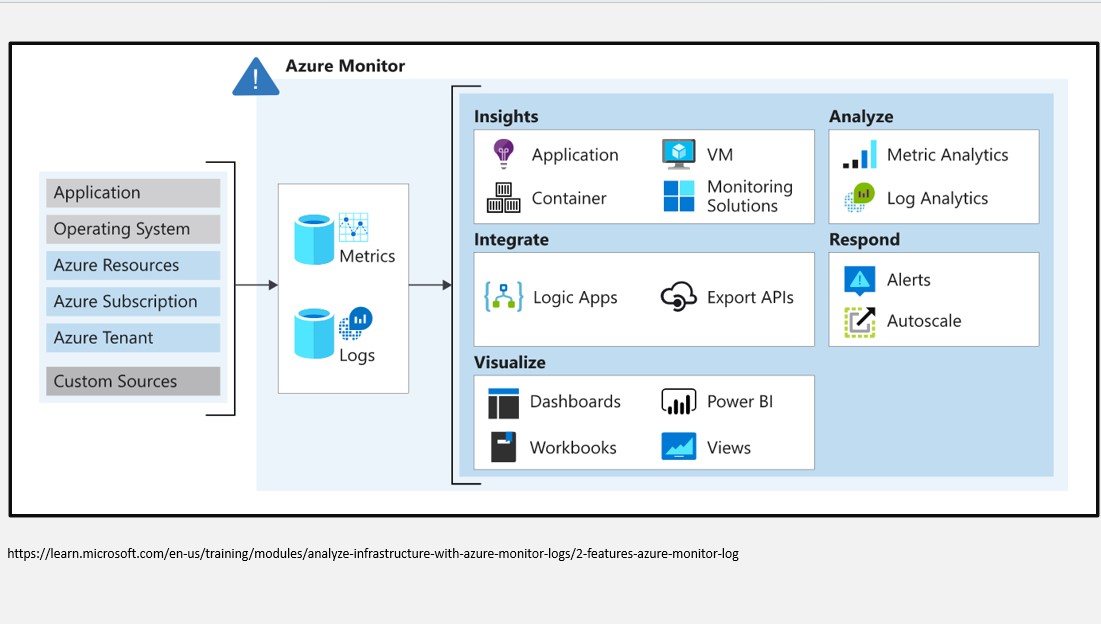 Azure Monitor
Application
Operating System
Azure Resources
Azure Subscription
Azure Tenant
Custom Sources
Metrics
Logs
Insights
Application
VM
Container
Monitoring
Solutions
Integrate
Logic Apps
Export APIs
Visualize
Dashboards
Power BI
Workbooks
Views
Analyze
Metric Analytics
Log Analytics
Respond
Alerts
Autoscale
https://learn.microsoft.com/en-us/training/modules/analyze-infrastructure-with-azure-monitor-logs/2-features-azure-monitor-log